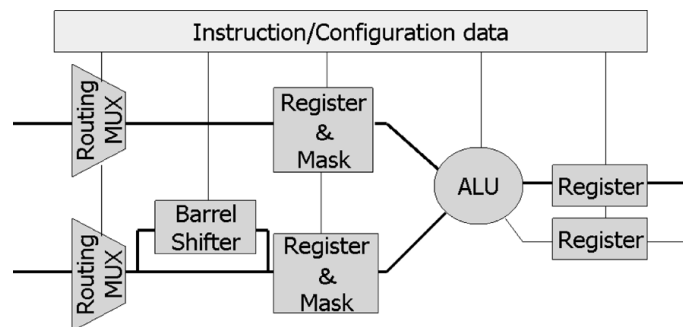 Instruction/Configuration data
Routing
MUX
Register
&
Mask
ALU
Register
Register
Barrel
Shifter
Routing
MUX
Register
&
Mask